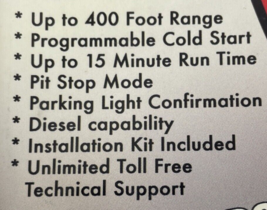 * Up to 400 Foot Range
* Programmable Cold Start
* Up to 15 Minute Run Time
* Pit Stop Mode
* Parking Light Confirmation
* Diesel capability
* Installation Kit Included
* Unlimited Toll Free
Technical Support